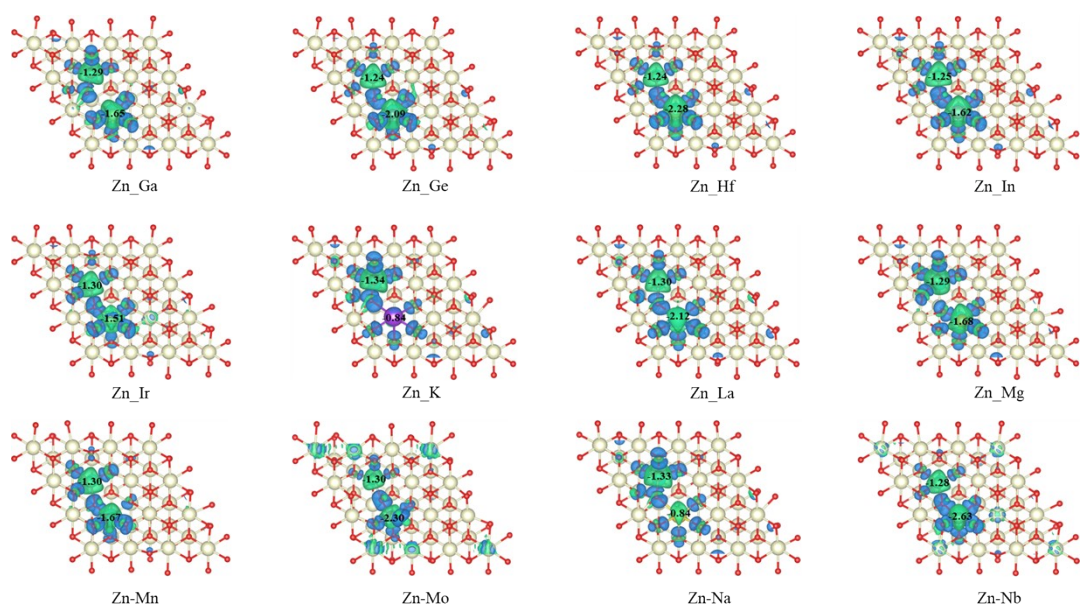 -1.29
-1.65
Zn_Ga
-1.24
-2.09
Zn_Ge
-1.24
-2.28
Zn_Hf
-1.25
-1.62
Zn_In
-1.30
-1.51
Zn_Ir
-1.34
-0.84
Zn_K
-1.30
-2.12
Zn_La
-1.29
-1.68
Zn_Mg
-1.30
-1.67
Zn-Mn
-1.30
-2.30
Zn-Mo
-1.33
-0.84
Zn-Na
-1.28
-2.63
Zn-Nb